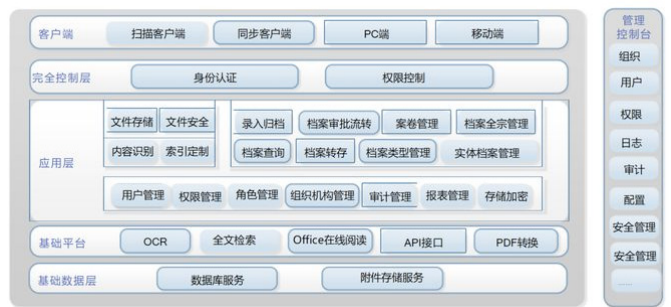 客户端 扫描客户端 同步客户端 PC端 移动端
完全控制层 身份认证 权限控制
应用层
文件存储 文件安全 录入归档 档案审批流转 案卷管理 档案全宗管理
内容识别 索引定制 档案查询 档案转存 档案类型管理 实体档案管理
用户管理 权限管理 角色管理 组织机构管理 审计管理 报表管理 存储加密
基础平台 OCR 全文检索 Office在线阅读 API接口 PDF转换
基础数据层 数据库服务 附件存储服务
管理
控制台
组织
用户
权限
日志
审计
配置
安全管理
安全管理
......